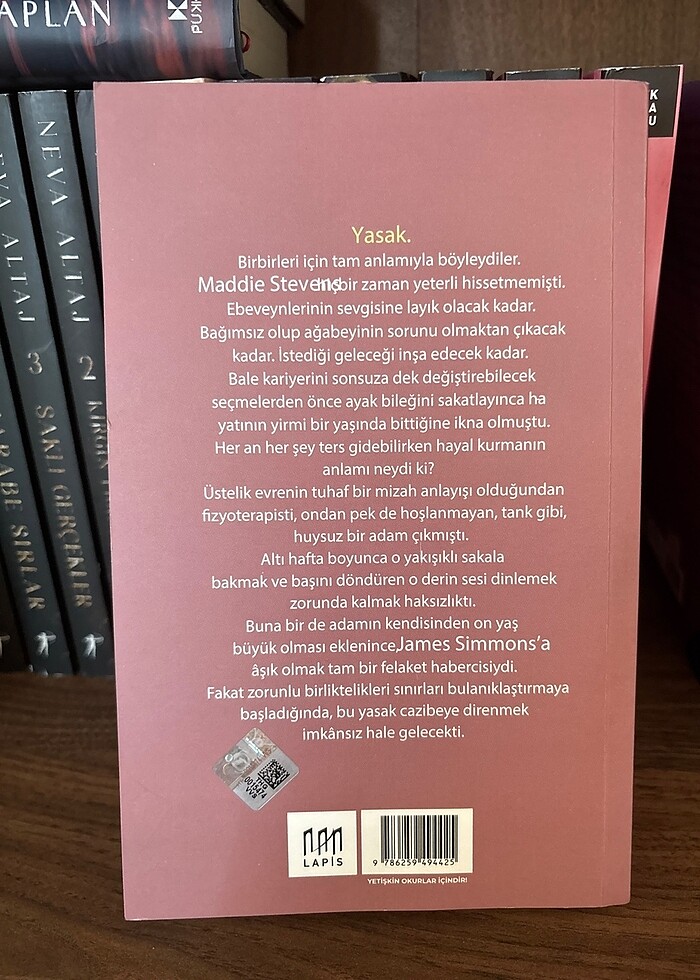 APLAN
NEVA ALTAJ
3
SAKLI GERÇEKLER
2
SIRLAR
Yasak.
Birbirleri için tam anlamıyla böyleydiler.
Maddie Stevens hiçbir zaman yeterli hissetmemişti.
Ebeveynlerinin sevgisine layık olacak kadar.
Bağımsız olup ağabeyinin sorunu olmaktan çıkacak
kadar. İstediği geleceği inşa edecek kadar.
Bale kariyerini sonsuza dek değiştirebilecek
seçmelerden önce ayak bileğini sakatlayınca ha
yatının yirmi bir yaşında bittiğine ikna olmuştu.
Her an her şey ters gidebilirken hayal kurmanın
anlamı neydi ki?
Üstelik evrenin tuhaf bir mizah anlayışı olduğundan
fizyoterapisti, ondan pek de hoşlanmayan, tank gibi,
huysuz bir adam çıkmıştı.
Altı hafta boyunca o yakışıklı sakala
bakmak ve başını döndüren o derin sesi dinlemek
zorunda kalmak haksızlıktı.
Buna bir de adamın kendisinden on yaş
büyük olması eklenince,James Simmons'a
âşık olmak tam bir felaket habercisiydi.
Fakat zorunlu birliktelikleri sınırları bulanıklaştırmaya
başladığında, bu yasak cazibeye direnmek
imkânsız hale gelecekti.
LAPİS
9 786259 494425
YETİŞKİN OKURLAR İÇİNDİR!